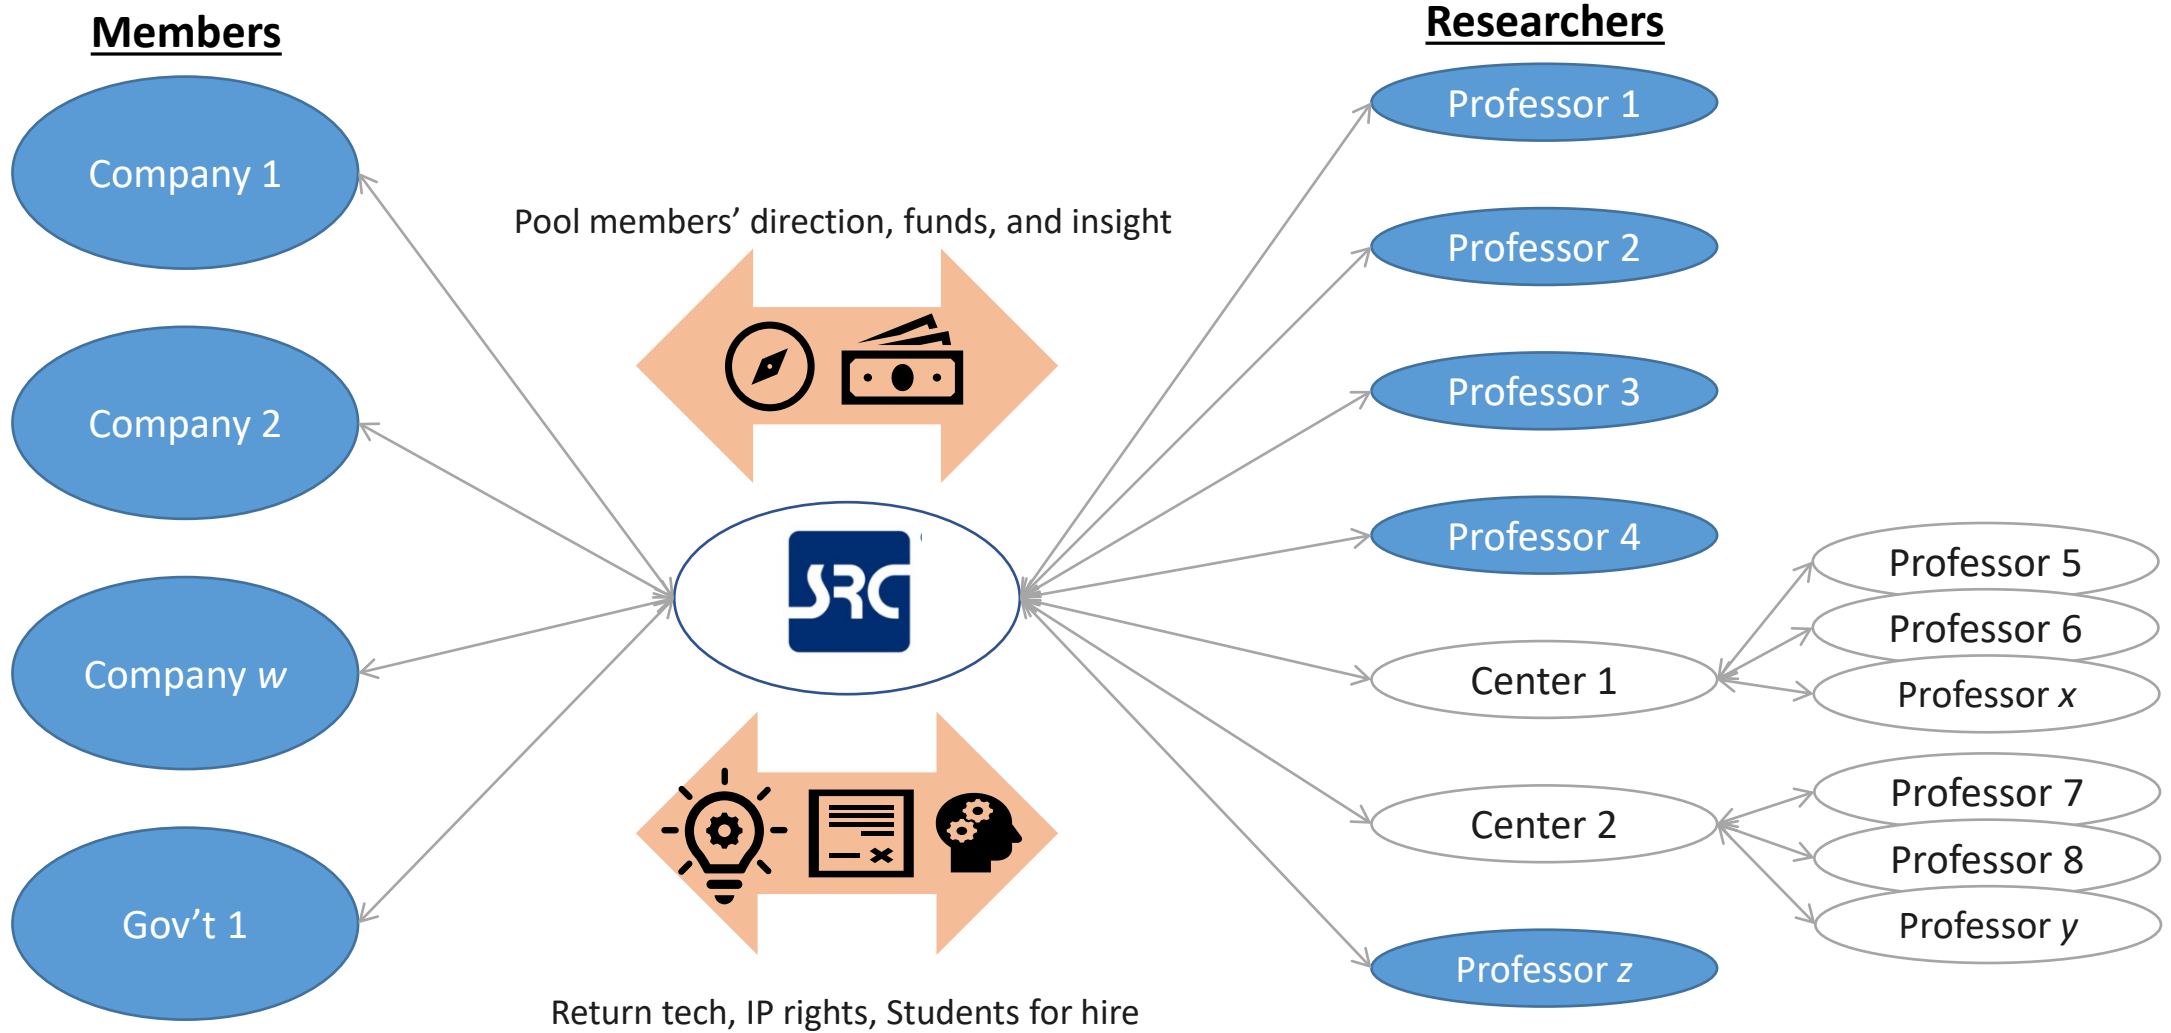 Members
Company 1
Company 2
Company w
Gov't 1
Pool members' direction, funds, and insight
SRC
Return tech, IP rights, Students for hire
Researchers
Professor 1
Professor 2
Professor 3
Professor 4
Center 1
Professor 5
Professor 6
Professor x
Center 2
Professor 7
Professor 8
Professor y
Professor z